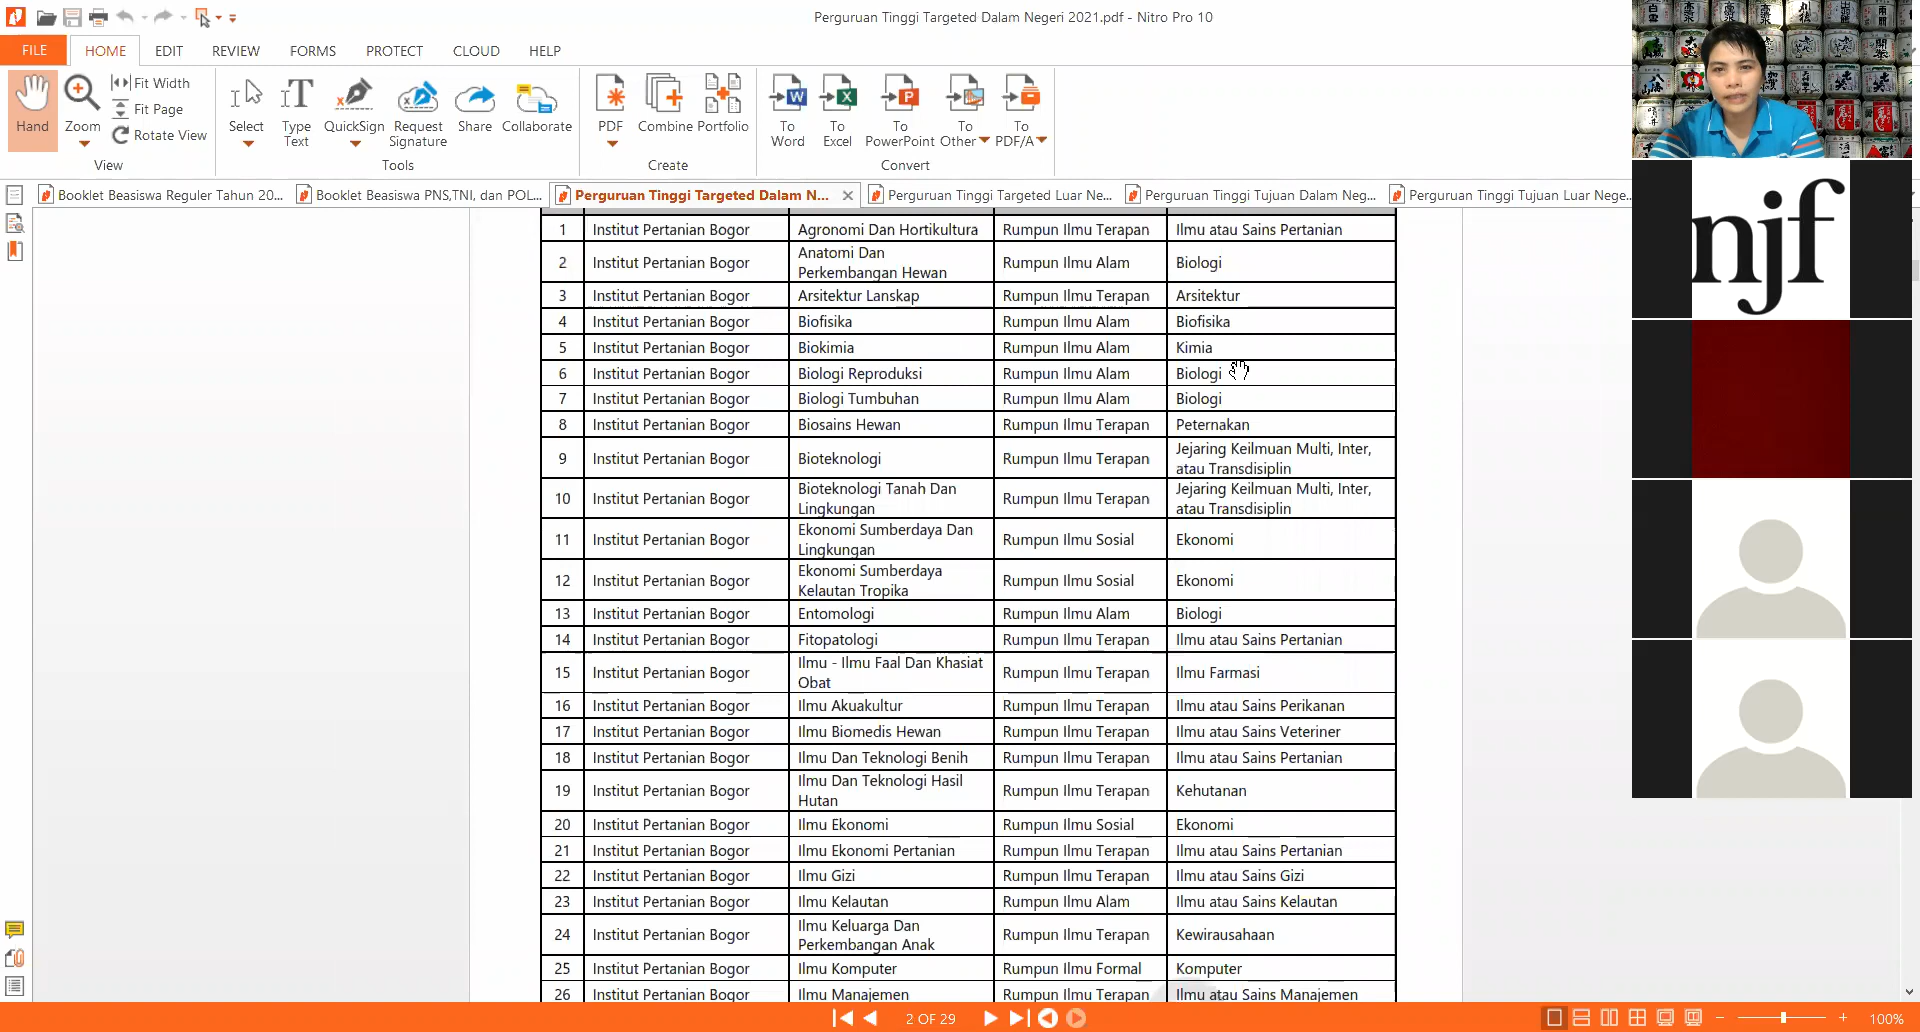 Perguruan Tinggi Targeted Dalam Negeri 2021.pdf - Nitro Pro 10
FILE HOME EDIT REVIEW FORMS PROTECT CLOUD HELP
Hand
Zoom
Fit Width
Fit Page
Rotate View
View
Select
Type Text
QuickSign
Request Signature
Share
Collaborate
Tools
PDF
Combine
Portfolio
Create
To Word
To Excel
To PowerPoint
To Other
To PDF/A
Convert
Booklet Beasiswa Reguler Tahun 20...
Booklet Beasiswa PNS,TNI, dan POL...
Perguruan Tinggi Targeted Dalam N...
Perguruan Tinggi Targeted Luar Ne...
Perguruan Tinggi Tujuan Dalam Neg...
Perguruan Tinggi Tujuan Luar Nege...
1 Institut Pertanian Bogor Agronomi Dan Hortikultura Rumpun Ilmu Terapan Ilmu atau Sains Pertanian
2 Institut Pertanian Bogor Anatomi Dan Perkembangan Hewan Rumpun Ilmu Alam Biologi
3 Institut Pertanian Bogor Arsitektur Lanskap Rumpun Ilmu Terapan Arsitektur
4 Institut Pertanian Bogor Biofisika Rumpun Ilmu Alam Biofisika
5 Institut Pertanian Bogor Biokimia Rumpun Ilmu Alam Kimia
6 Institut Pertanian Bogor Biologi Reproduksi Rumpun Ilmu Alam Biologi
7 Institut Pertanian Bogor Biologi Tumbuhan Rumpun Ilmu Alam Biologi
8 Institut Pertanian Bogor Biosains Hewan Rumpun Ilmu Terapan Peternakan
9 Institut Pertanian Bogor Bioteknologi Rumpun Ilmu Terapan Jejaring Keilmuan Multi, Inter, atau Transdisiplin
10 Institut Pertanian Bogor Bioteknologi Tanah Dan Lingkungan Rumpun Ilmu Terapan Jejaring Keilmuan Multi, Inter, atau Transdisiplin
11 Institut Pertanian Bogor Ekonomi Sumberdaya Dan Lingkungan Rumpun Ilmu Sosial Ekonomi
12 Institut Pertanian Bogor Ekonomi Sumberdaya Kelautan Tropika Rumpun Ilmu Sosial Ekonomi
13 Institut Pertanian Bogor Entomologi Rumpun Ilmu Alam Biologi
14 Institut Pertanian Bogor Fitopatologi Rumpun Ilmu Terapan Ilmu atau Sains Pertanian
15 Institut Pertanian Bogor Ilmu - Ilmu Faal Dan Khasiat Obat Rumpun Ilmu Terapan Ilmu Farmasi
16 Institut Pertanian Bogor Ilmu Akuakultur Rumpun Ilmu Terapan Ilmu atau Sains Perikanan
17 Institut Pertanian Bogor Ilmu Biomedis Hewan Rumpun Ilmu Terapan Ilmu atau Sains Veteriner
18 Institut Pertanian Bogor Ilmu Dan Teknologi Benih Rumpun Ilmu Terapan Ilmu atau Sains Pertanian
19 Institut Pertanian Bogor Ilmu Dan Teknologi Hasil Hutan Rumpun Ilmu Terapan Kehutanan
20 Institut Pertanian Bogor Ilmu Ekonomi Rumpun Ilmu Sosial Ekonomi
21 Institut Pertanian Bogor Ilmu Ekonomi Pertanian Rumpun Ilmu Terapan Ilmu atau Sains Pertanian
22 Institut Pertanian Bogor Ilmu Gizi Rumpun Ilmu Terapan Ilmu atau Sains Gizi
23 Institut Pertanian Bogor Ilmu Kelautan Rumpun Ilmu Alam Ilmu atau Sains Kelautan
24 Institut Pertanian Bogor Ilmu Keluarga Dan Perkembangan Anak Rumpun Ilmu Terapan Kewirausahaan
25 Institut Pertanian Bogor Ilmu Komputer Rumpun Ilmu Formal Komputer
26 Institut Pertanian Bogor Ilmu Manajemen Rumpun Ilmu Terapan Ilmu atau Sains Manajemen
2 OF 29
100%
njf